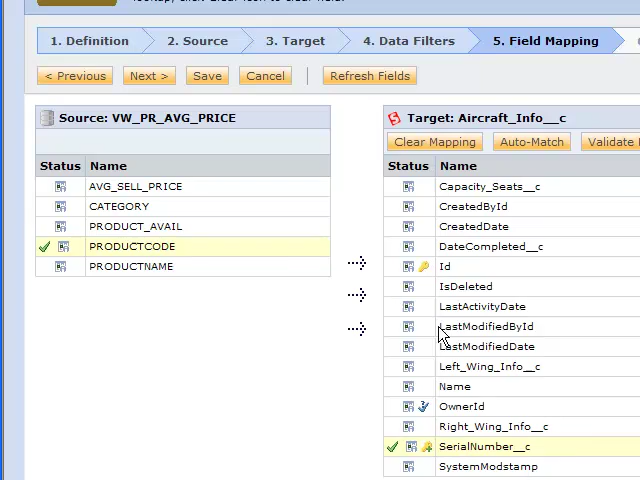 1. Definition 2. Source 3. Target 4. Data Filters 5. Field Mapping
< Previous Next > Save Cancel Refresh Fields
Source: VW_PR_AVG_PRICE
Status Name
AVG_SELL_PRICE
CATEGORY
PRODUCT_AVAIL
PRODUCTCODE
PRODUCTNAME
Target: Aircraft_Info__c
Clear Mapping Auto-Match Validate
Status Name
Capacity_Seats__c
CreatedById
CreatedDate
DateCompleted__c
Id
IsDeleted
LastActivityDate
LastModifiedById
LastModifiedDate
Left_Wing_Info__c
Name
OwnerId
Right_Wing_Info__c
SerialNumber__c
SystemModstamp